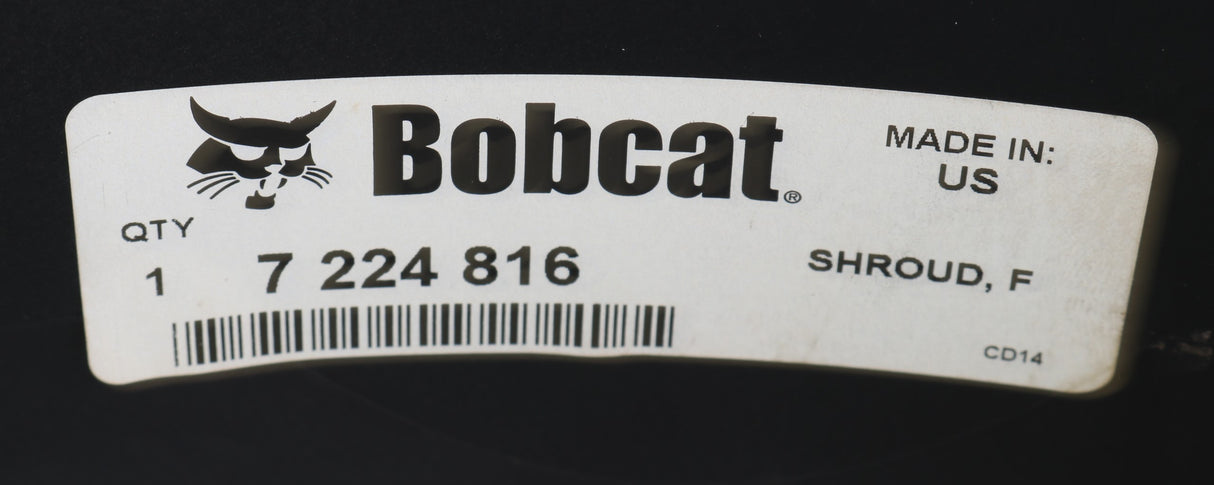 Bobcat®
MADE IN:
US
QTY
1 7 224 816
SHROUD, F
CD14